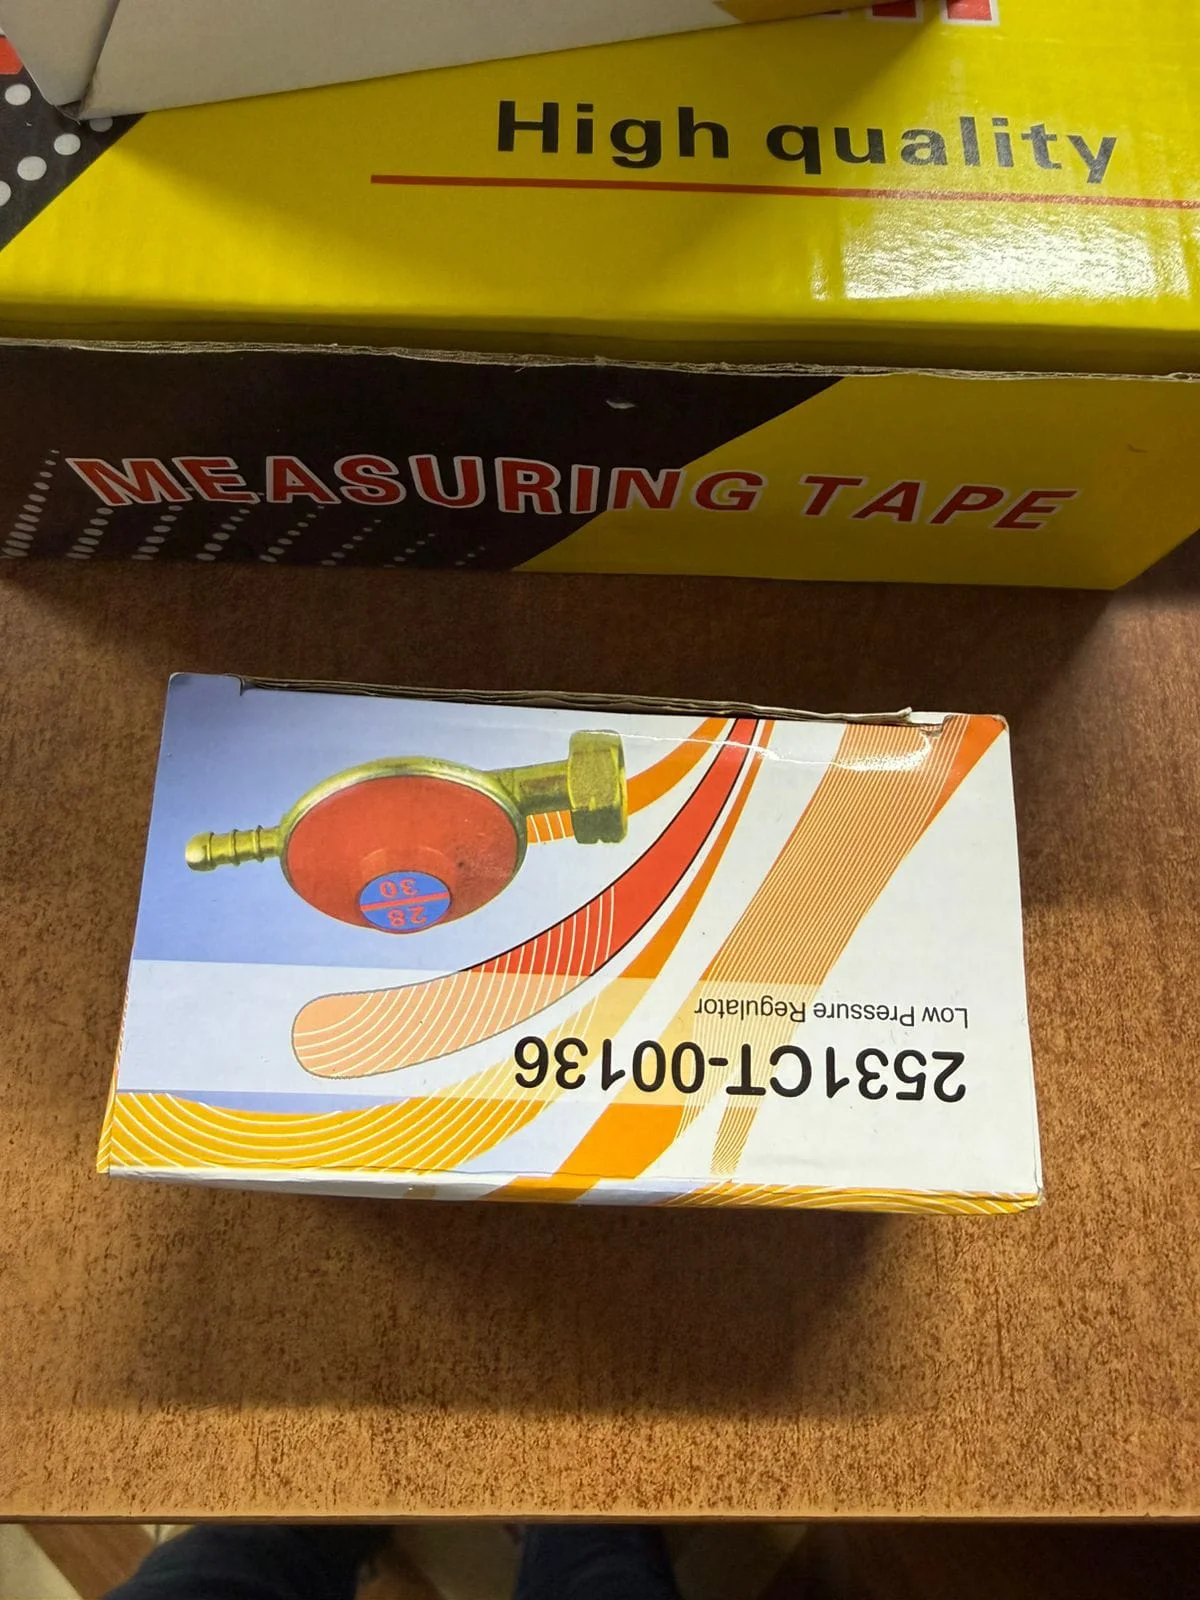 High quality
MEASURING TAPE
2531CT-00136
Low Pressure Regulator
28
30